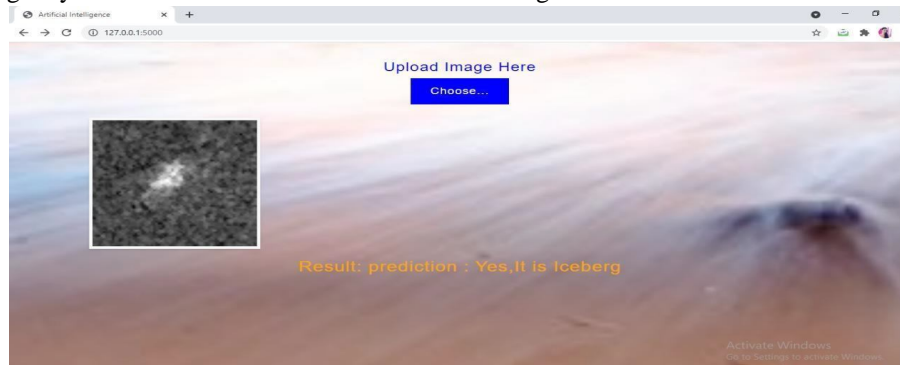 Artificial Intelligence
127.0.0.1:5000
Upload Image Here
Choose...
Result: prediction : Yes,It is Iceberg
Activate Windows
Go to Settings to activate Windows.